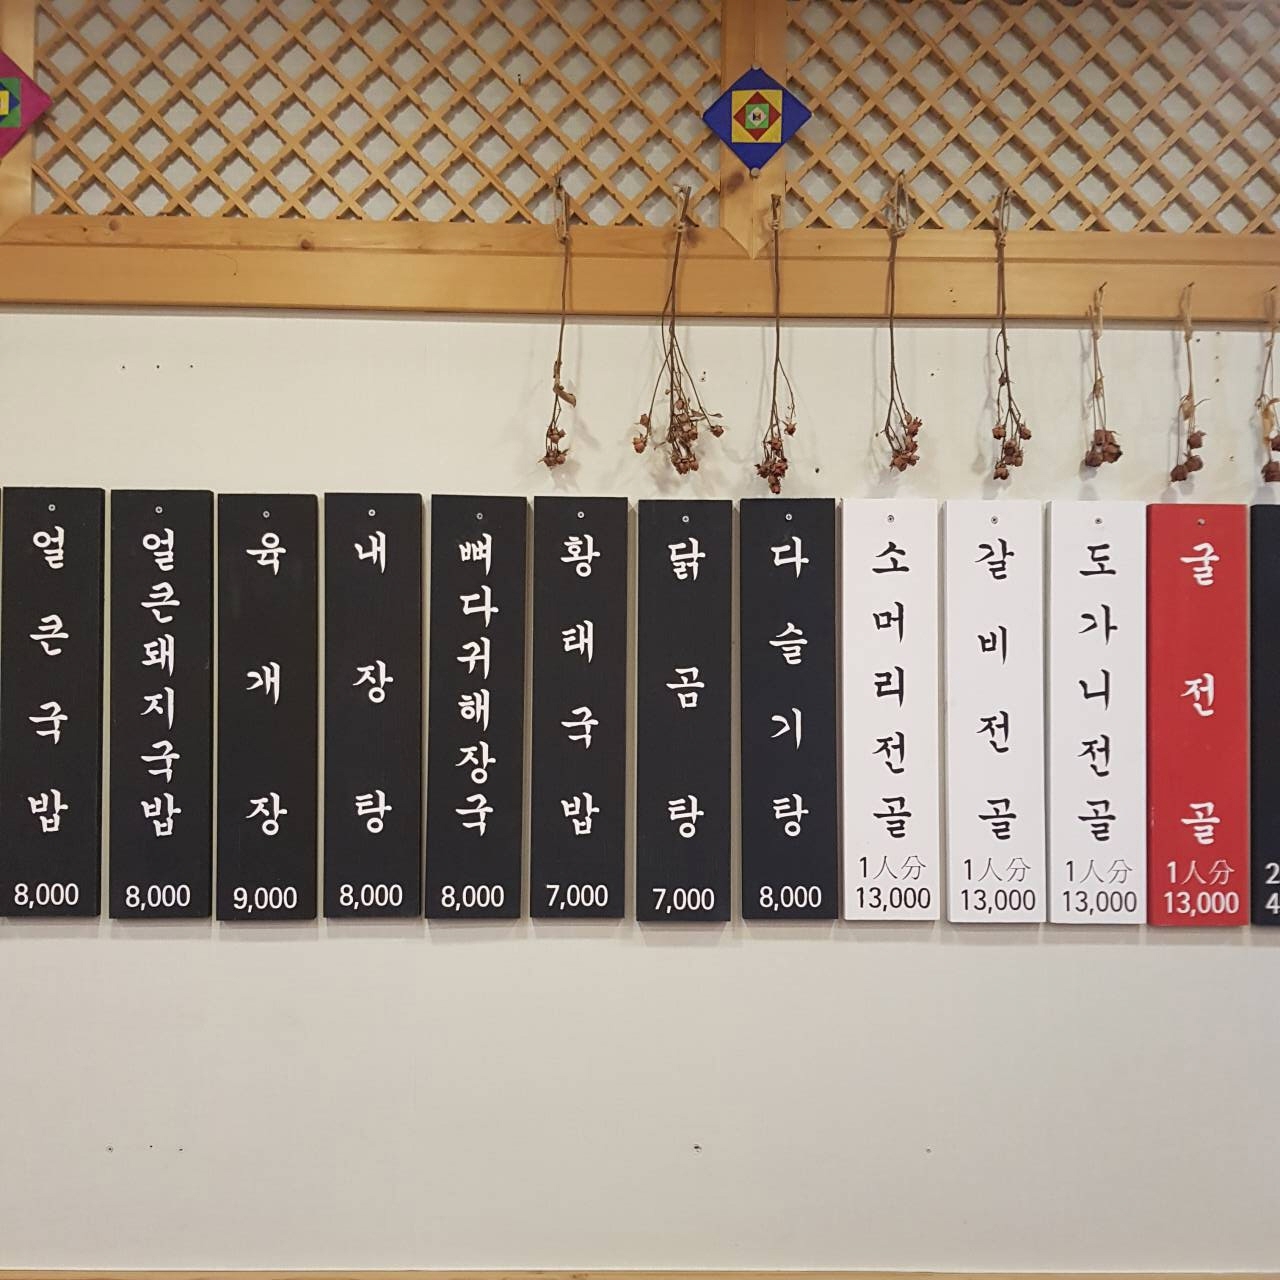 얼큰국밥
8,000
얼큰돼지국밥
8,000
육개장
9,000
내장탕
8,000
뼈다귀해장국
8,000
황태국밥
7,000
닭곰탕
7,000
다슬기탕
8,000
소머리전골
1人分
13,000
갈비전골
1人分
13,000
도가니전골
1人分
13,000
굴전골
1人分
13,000